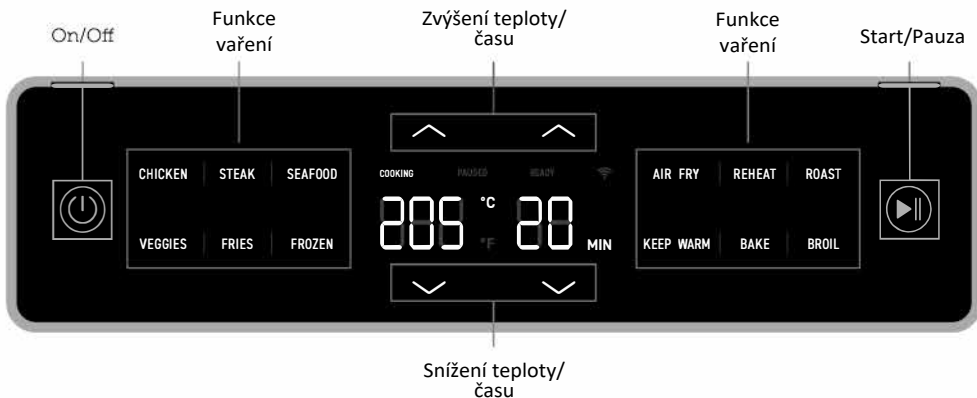 On/Off
Funkce
vaření
Zvýšení teploty/
času
Funkce
vaření
Start/Pauza
CHICKEN STEAK SEAFOOD
VEGGIES FRIES FROZEN
COOKING PAUSED READY
205 °C 20 MIN
°F
AIR FRY REHEAT ROAST
KEEP WARM BAKE BROIL
Snížení teploty/
času